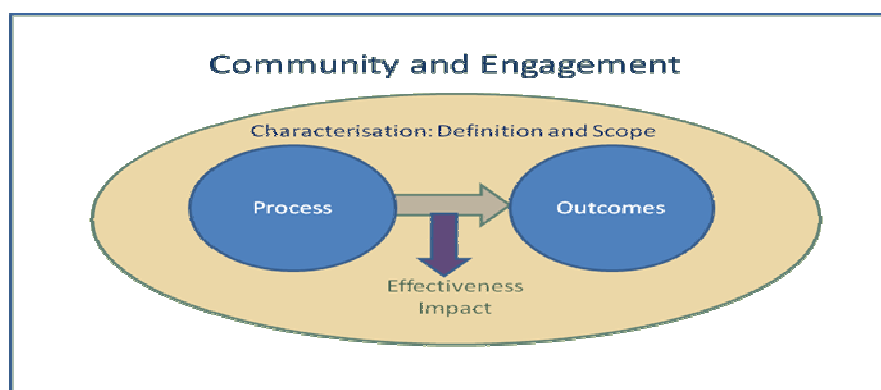 Community and Engagement
Characterisation: Definition and Scope
Process
Outcomes
Effectiveness
Impact